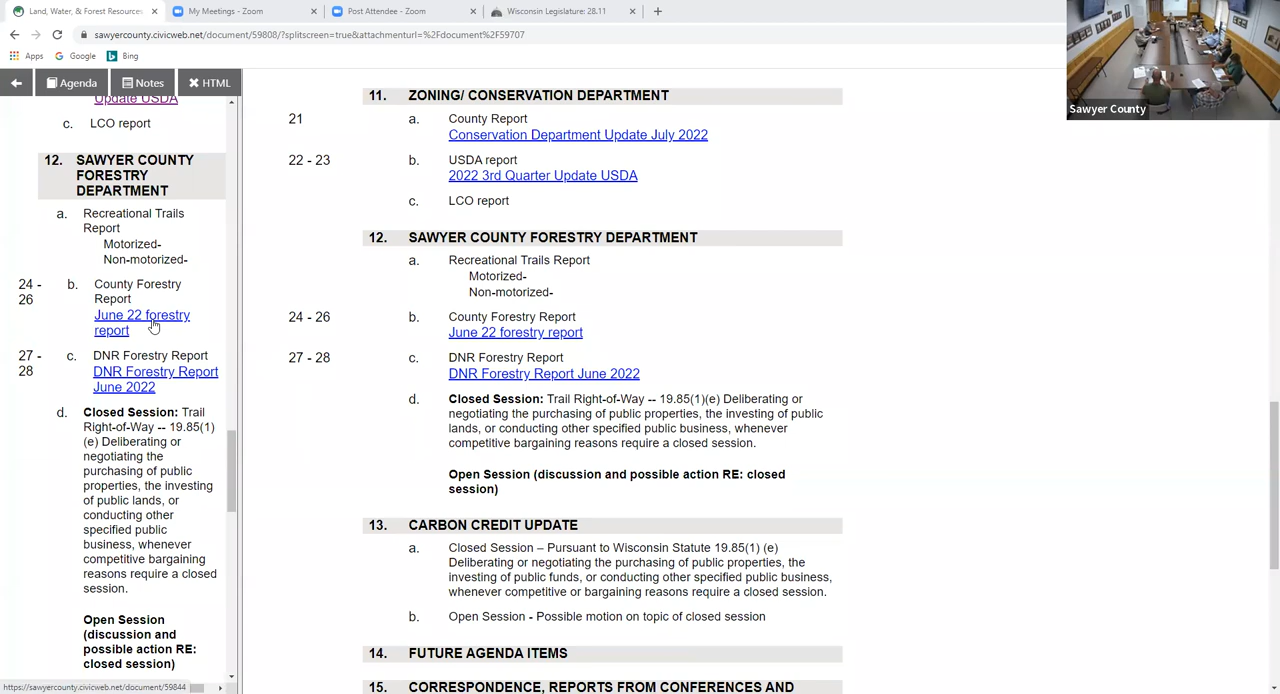 Land, Water, & Forest Resources
My Meetings - Zoom
Post Attendee - Zoom
Wisconsin Legislature: 28.11
sawyercounty.civicweb.net/document/59808/?splitscreen=true&attachmenturl=%2Fdocument%2F59707
Apps
Google
Bing
Sawyer County
Agenda
Notes
HTML
Update USDA
c. LCO report
12. SAWYER COUNTY
FORESTRY
DEPARTMENT
a. Recreational Trails
Report
Motorized-
Non-motorized-
24 - b. County Forestry
26 Report
June 22 forestry
report
27 - c. DNR Forestry Report
28 DNR Forestry Report
June 2022
d. Closed Session: Trail
Right-of-Way -- 19.85(1)
(e) Deliberating or
negotiating the
purchasing of public
properties, the investing
of public lands, or
conducting other
specified public
business, whenever
competitive bargaining
reasons require a closed
session.
Open Session
(discussion and
possible action RE:
closed session)
https://sawyercounty.civicweb.net/document/59844
11. ZONING/ CONSERVATION DEPARTMENT
21 a. County Report
Conservation Department Update July 2022
22 - 23 b. USDA report
2022 3rd Quarter Update USDA
c. LCO report
12. SAWYER COUNTY FORESTRY DEPARTMENT
a. Recreational Trails Report
Motorized-
Non-motorized-
24 - 26 b. County Forestry Report
June 22 forestry report
27 - 28 c. DNR Forestry Report
DNR Forestry Report June 2022
d. Closed Session: Trail Right-of-Way -- 19.85(1)(e) Deliberating or
negotiating the purchasing of public properties, the investing of public
lands, or conducting other specified public business, whenever
competitive bargaining reasons require a closed session.
Open Session (discussion and possible action RE: closed
session)
13. CARBON CREDIT UPDATE
a. Closed Session – Pursuant to Wisconsin Statute 19.85(1) (e)
Deliberating or negotiating the purchasing of public properties, the
investing of public funds, or conducting other specified public business,
whenever competitive or bargaining reasons require a closed session.
b. Open Session - Possible motion on topic of closed session
14. FUTURE AGENDA ITEMS
15. CORRESPONDENCE, REPORTS FROM CONFERENCES AND